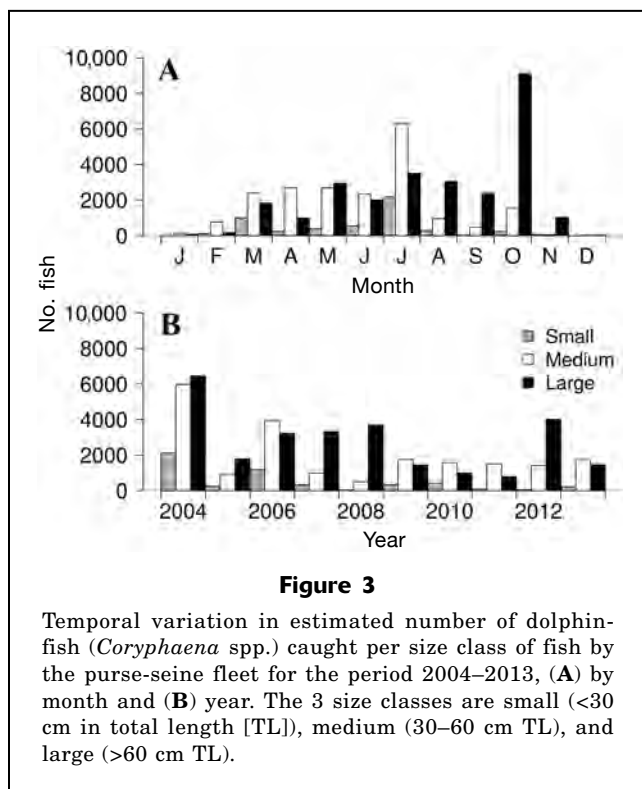 10,000
A
8000
6000
4000
2000
0
J F M A M J J A S O N D
Month
No. fish
10,000
B
8000
Small
Medium
6000
Large
4000
2000
0
2004 2006 2008 2010 2012
Year
Figure 3
Temporal variation in estimated number of dolphin-
fish (Coryphaena spp.) caught per size class of fish by
the purse-seine fleet for the period 2004–2013, (A) by
month and (B) year. The 3 size classes are small (<30
cm in total length [TL]), medium (30–60 cm TL), and
large (>60 cm TL).